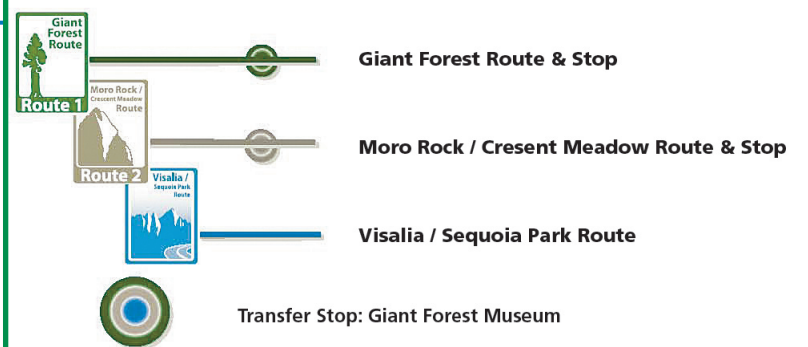 Giant
Forest
Route
Route 1
Giant Forest Route & Stop
Moro Rock /
Crescent Meadow
Route
Route 2
Moro Rock / Cresent Meadow Route & Stop
Visalia /
Sequoia Park
Route
Visalia / Sequoia Park Route
Transfer Stop: Giant Forest Museum